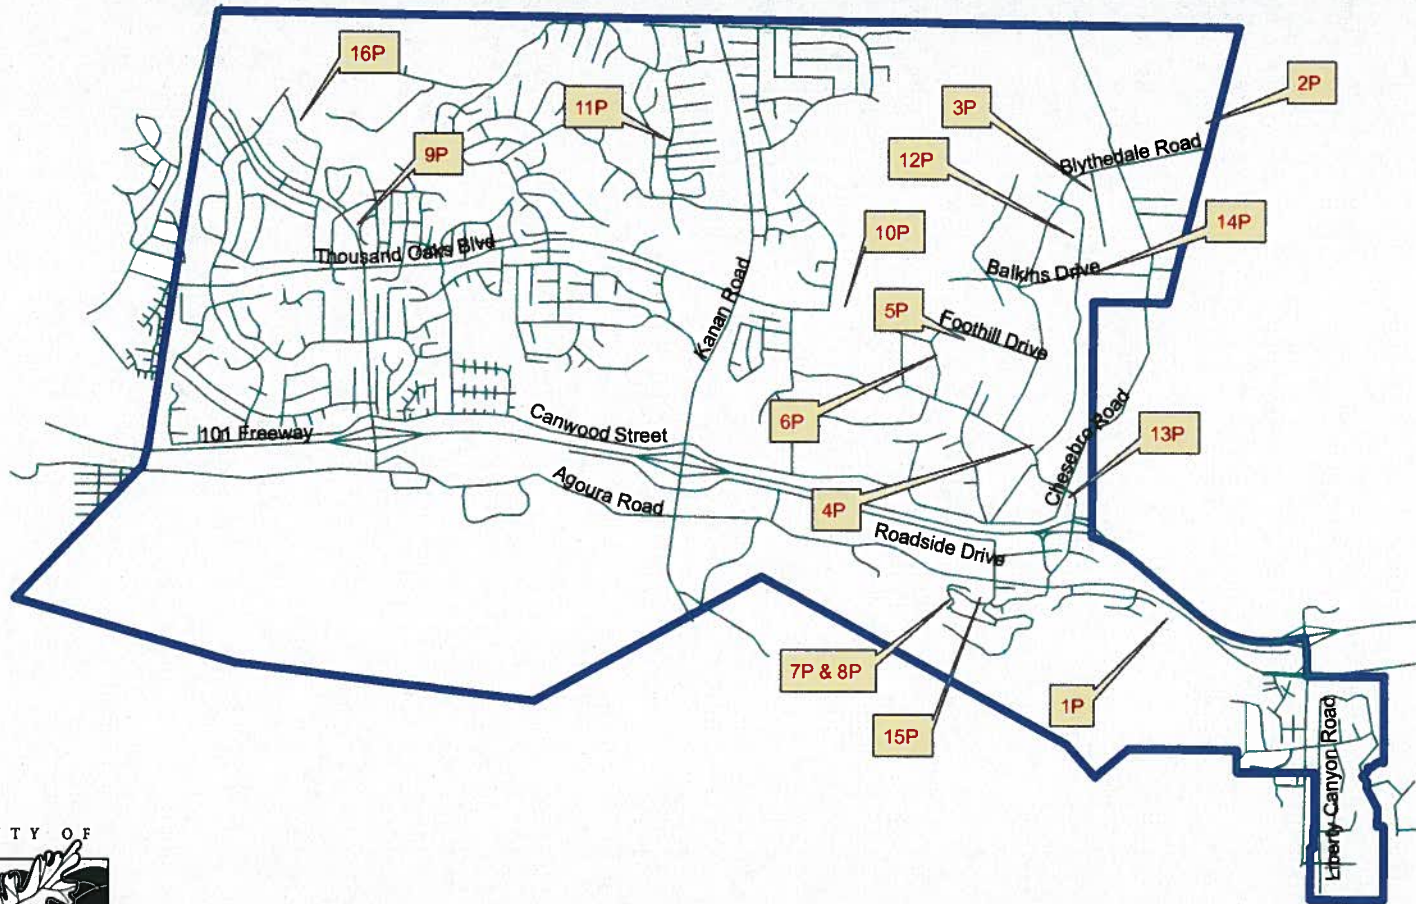 16P
2P
11P
3P
9P
12P
Blythedale Road
10P
14P
Thousand Oaks Blvd
Balkins Drive
Kanan Road
5P
Foothill Drive
6P
Canwood Street
101 Freeway
Chesebro Road
13P
Agoura Road
4P
Roadside Drive
7P & 8P
1P
15P
Liberty Canyon Road
TY OF